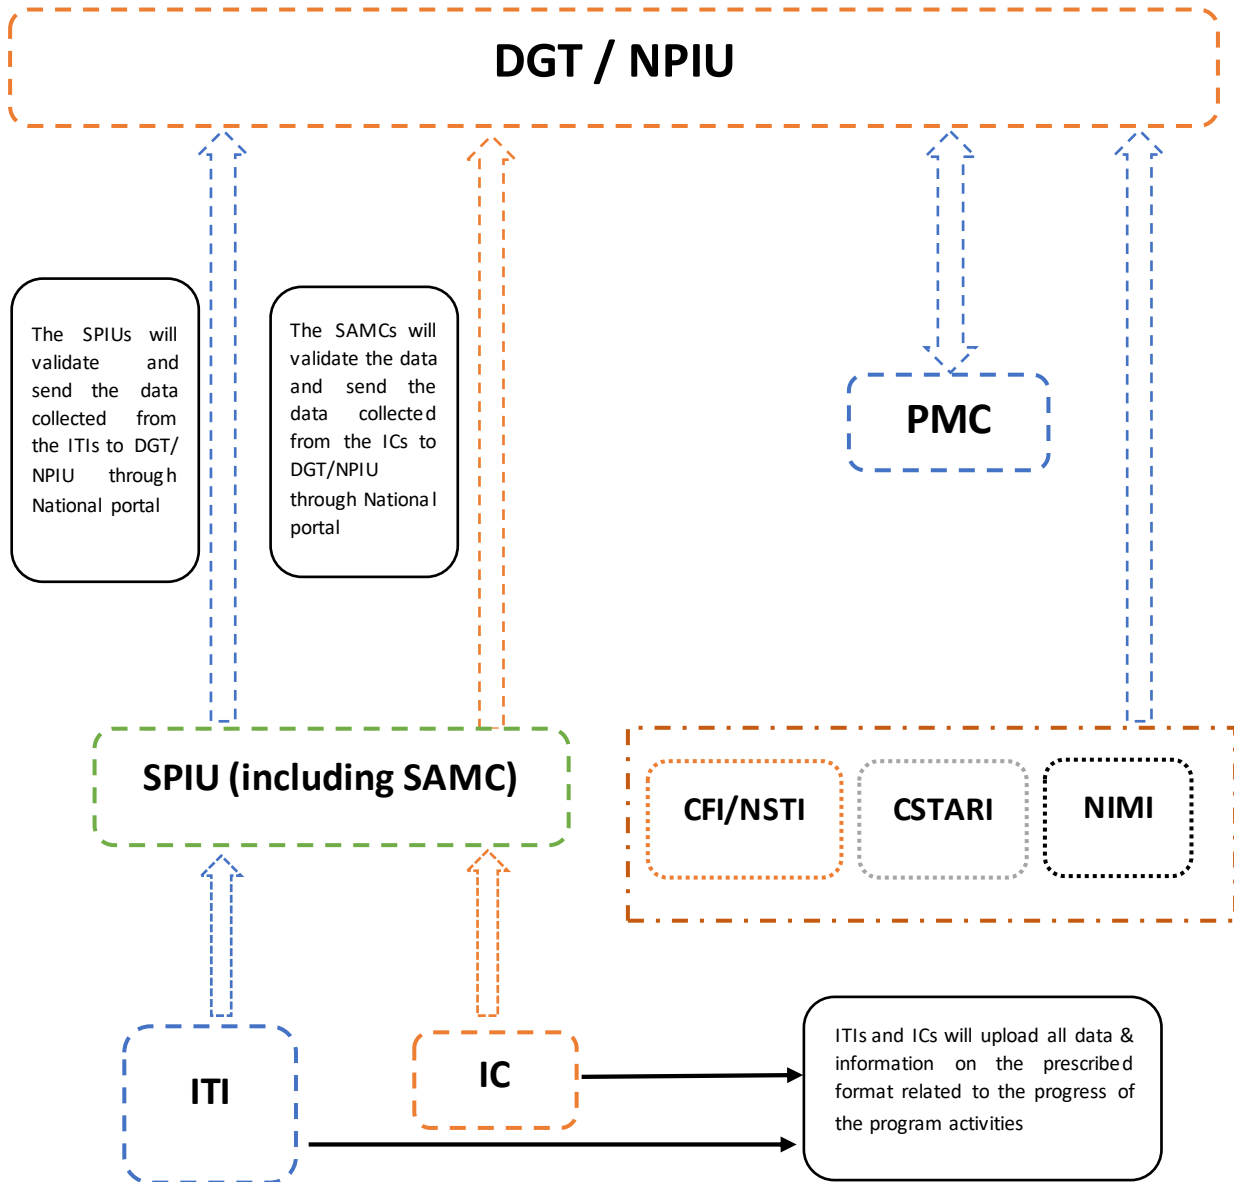 DGT / NPIU
The SPIUs will
validate and
send the data
collected from
the ITIs to DGT/
NPIU through
National portal
The SAMCs will
validate the data
and send the
data collected
from the ICs to
DGT/NPIU
through National
portal
PMC
SPIU (including SAMC)
CFI/NSTI
CSTARI
NIMI
ITI
IC
ITIs and ICs will upload all data &
information on the prescribed
format related to the progress of
the program activities